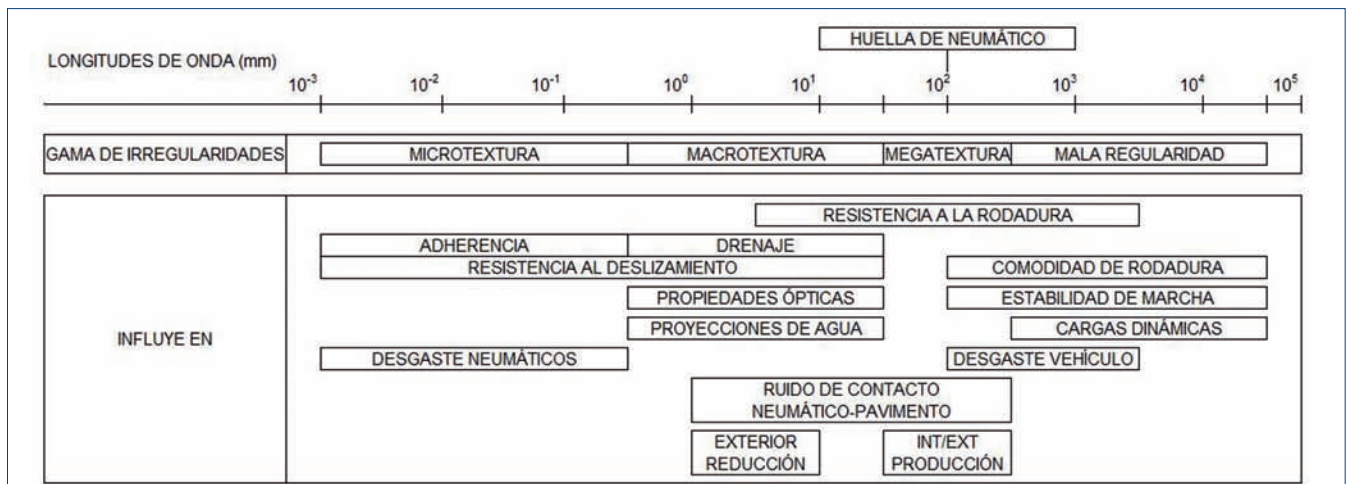 HUELLA DE NEUMÁTICO
LONGITUDES DE ONDA (mm)
10-3 10-2 10-1 100 101 102 103 104 105
GAMA DE IRREGULARIDADES MICROTEXTURA MACROTEXTURA MEGATEXTURA MALA REGULARIDAD
RESISTENCIA A LA RODADURA
ADHERENCIA DRENAJE
RESISTENCIA AL DESLIZAMIENTO COMODIDAD DE RODADURA
PROPIEDADES ÓPTICAS ESTABILIDAD DE MARCHA
INFLUYE EN PROYECCIONES DE AGUA CARGAS DINÁMICAS
DESGASTE NEUMÁTICOS DESGASTE VEHÍCULO
RUIDO DE CONTACTO
NEUMÁTICO-PAVIMENTO
EXTERIOR INT/EXT
REDUCCIÓN PRODUCCIÓN